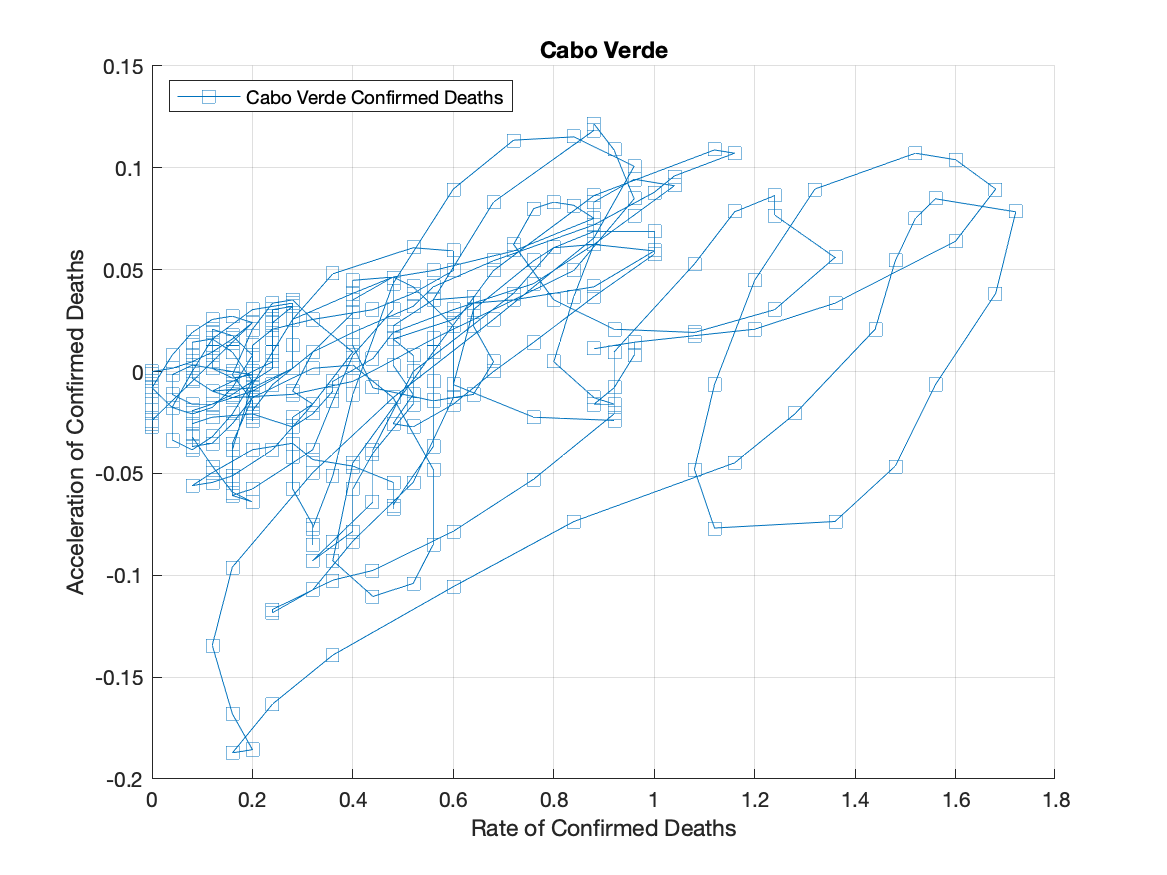 Cabo Verde
Cabo Verde Confirmed Deaths
Acceleration of Confirmed Deaths
0.15
0.1
0.05
0
-0.05
-0.1
-0.15
-0.2
0 0.2 0.4 0.6 0.8 1 1.2 1.4 1.6 1.8
Rate of Confirmed Deaths